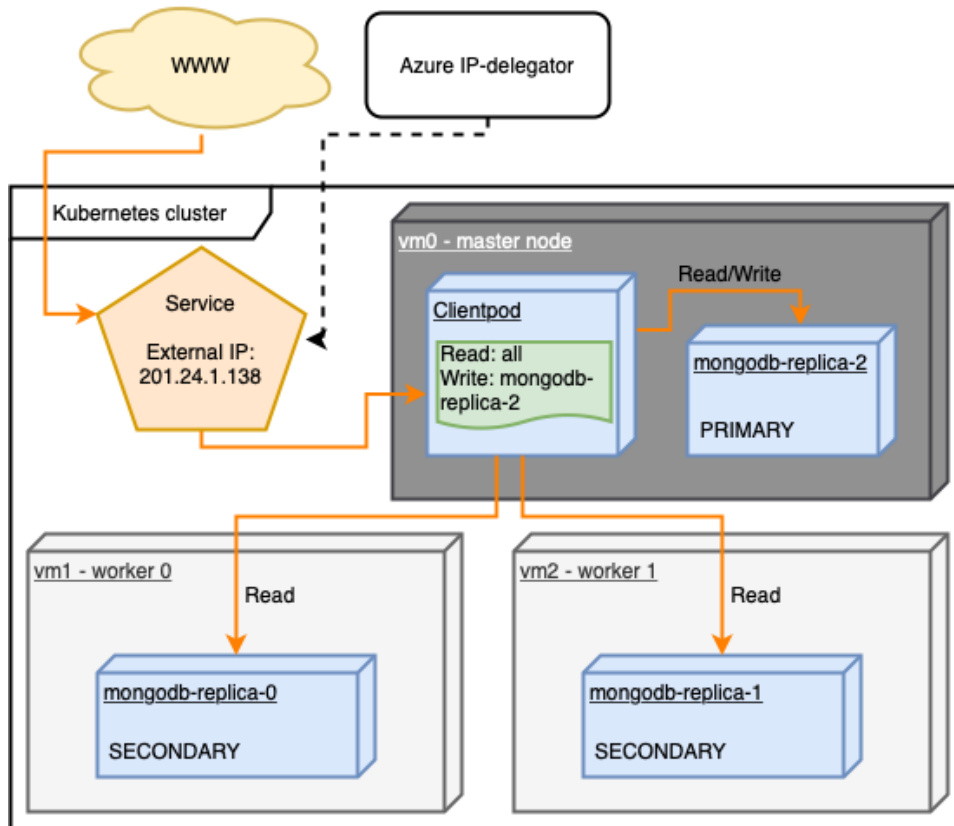 WWW
Azure IP-delegator
Kubernetes cluster
vm0 - master node
Service
External IP:
201.24.1.138
Clientpod
Read: all
Write: mongodb-
replica-2
Read/Write
mongodb-replica-2
PRIMARY
vm1 - worker 0
Read
mongodb-replica-0
SECONDARY
vm2 - worker 1
Read
mongodb-replica-1
SECONDARY